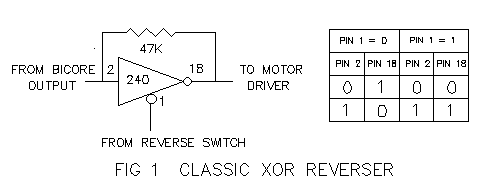 47K
FROM BICORE
OUTPUT
2
240
18
TO MOTOR
DRIVER
1
FROM REVERSE SWITCH
PIN 1 = 0 PIN 1 = 1
PIN 2 PIN 18 PIN 2 PIN 18
0 1 0 0
1 0 1 1
FIG 1 CLASSIC XOR REVERSER